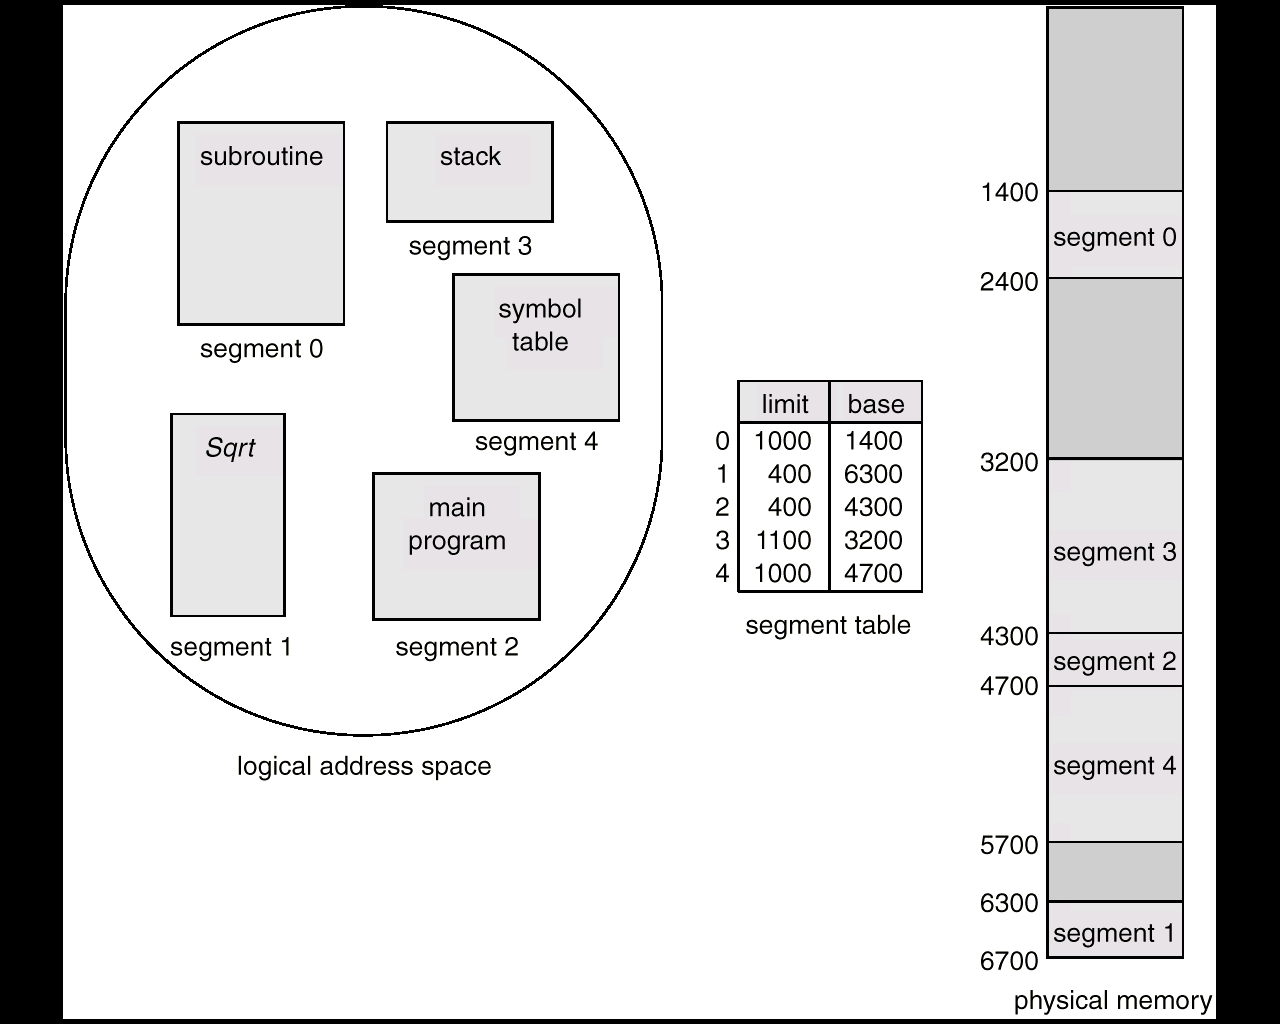 subroutine
stack
segment 3
symbol
table
segment 0
Sqrt
segment 4
main
program
segment 1
segment 2
logical address space
limit base
0 1000 1400
1 400 6300
2 400 4300
3 1100 3200
4 1000 4700
segment table
1400
segment 0
2400
3200
segment 3
4300
segment 2
4700
segment 4
5700
6300
segment 1
6700
physical memory